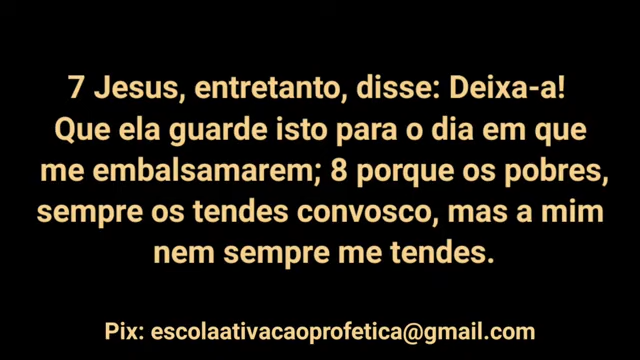 7 Jesus, entretanto, disse: Deixa-a!
Que ela guarde isto para o dia em que
me embalsamarem; 8 porque os pobres,
sempre os tendes convosco, mas a mim
nem sempre me tendes.
Pix: escolaativacaoprofetica@gmail.com